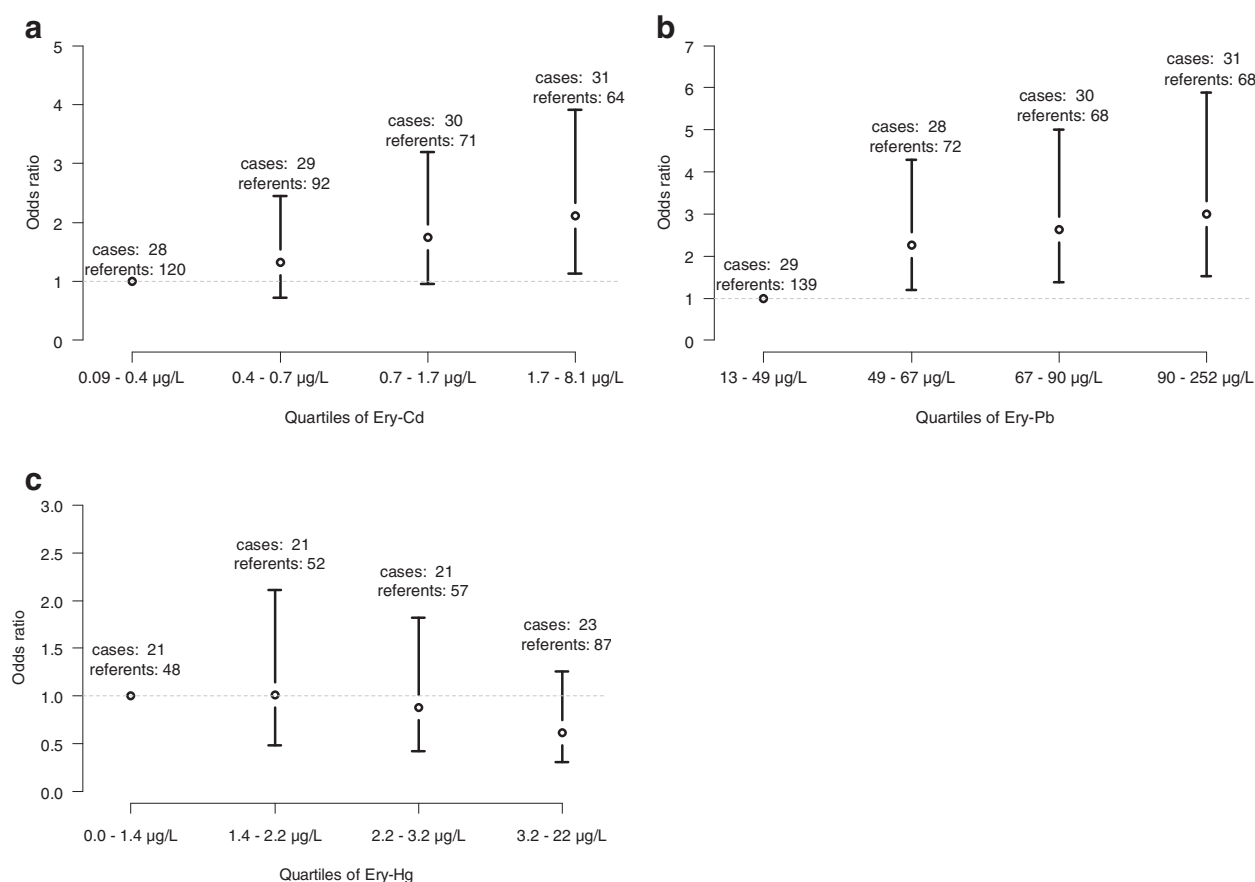 a
5
4
3
2
1
0
Odds ratio
cases: 28
referents: 120
cases: 29
referents: 92
cases: 30
referents: 71
cases: 31
referents: 64
0.09 - 0.4 µg/L
0.4 - 0.7 µg/L
0.7 - 1.7 µg/L
1.7 - 8.1 µg/L
Quartiles of Ery-Cd
b
7
6
5
4
3
2
1
0
Odds ratio
cases: 29
referents: 139
cases: 28
referents: 72
cases: 30
referents: 68
cases: 31
referents: 68
13 - 49 µg/L
49 - 67 µg/L
67 - 90 µg/L
90 - 252 µg/L
Quartiles of Ery-Pb
c
3.0
2.5
2.0
1.5
1.0
0.5
0.0
Odds ratio
cases: 21
referents: 48
cases: 21
referents: 52
cases: 21
referents: 57
cases: 23
referents: 87
0.0 - 1.4 µg/L
1.4 - 2.2 µg/L
2.2 - 3.2 µg/L
3.2 - 22 µg/L
Quartiles of Ery-Hg